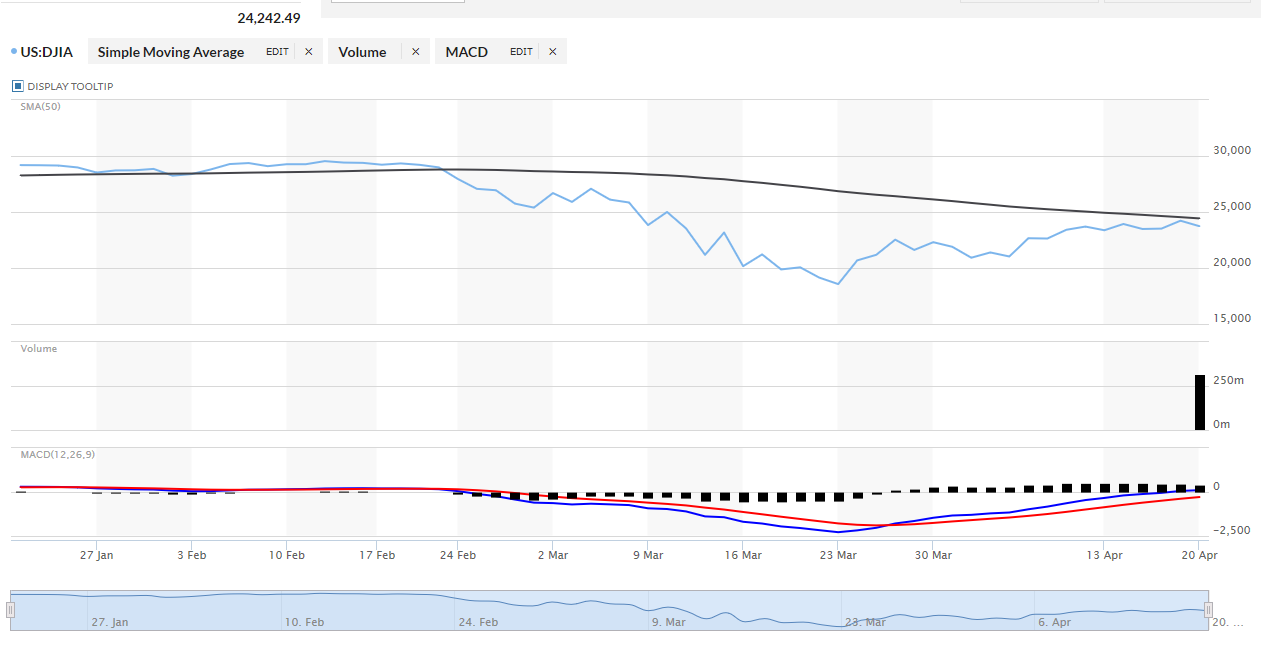 24,242.49
US:DJIA Simple Moving Average EDIT × Volume × MACD EDIT ×
DISPLAY TOOLTIP
SMA(50)
30,000
25,000
20,000
15,000
Volume
250m
0m
MACD(12,26,9)
0
-2,500
27 Jan 3 Feb 10 Feb 17 Feb 24 Feb 2 Mar 9 Mar 16 Mar 23 Mar 30 Mar 13 Apr 20 Apr
27. Jan 10. Feb 24. Feb 9. Mar 23. Mar 6. Apr 20. ...